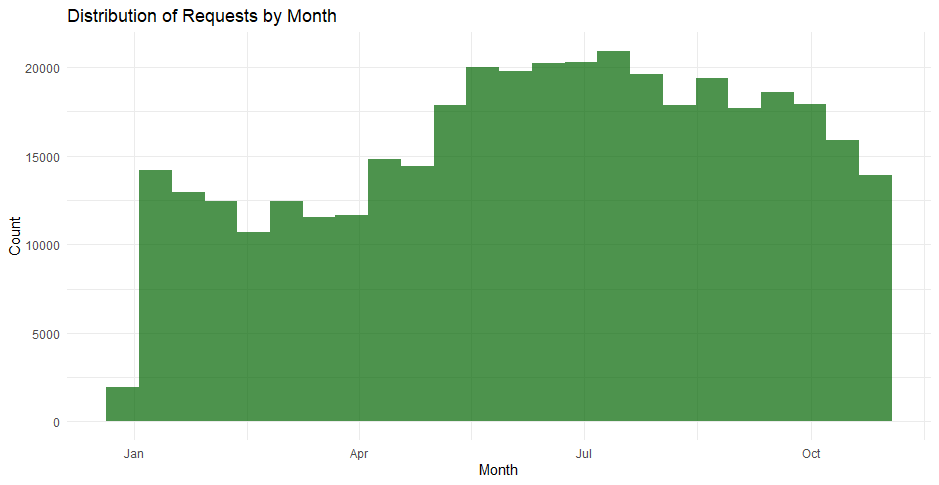 Distribution of Requests by Month
20000
15000
10000
5000
0
Count
Jan Apr Jul Oct
Month